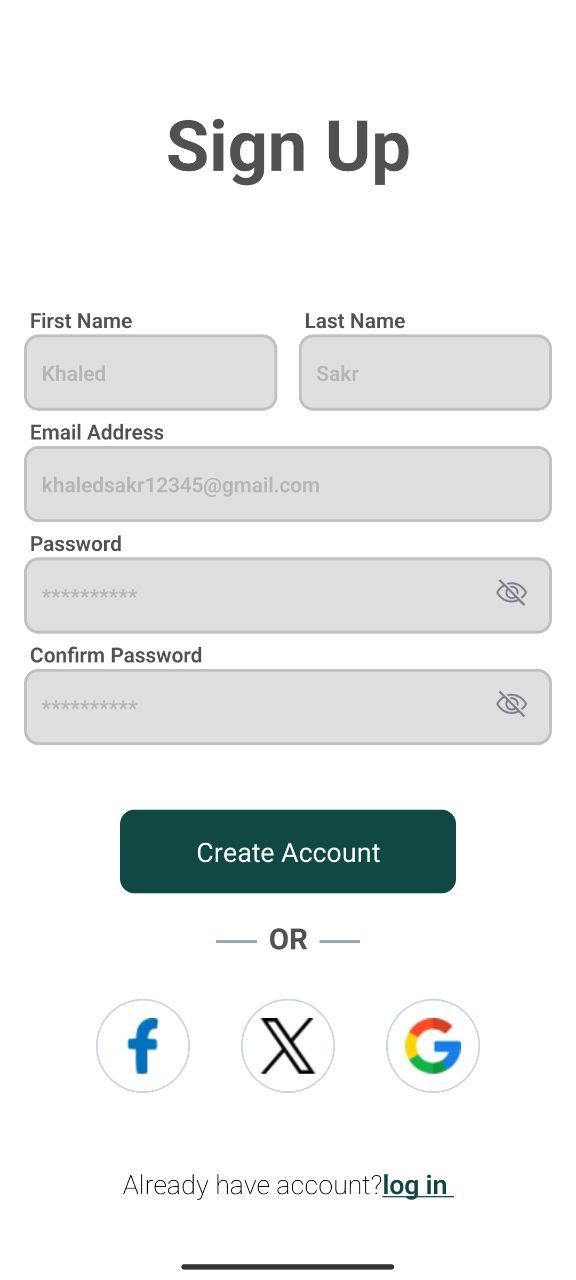 Sign Up
First Name Last Name
Khaled Sakr
Email Address
khaledsakr12345@gmail.com
Password
**********
Confirm Password
**********
Create Account
OR
Already have account?log in